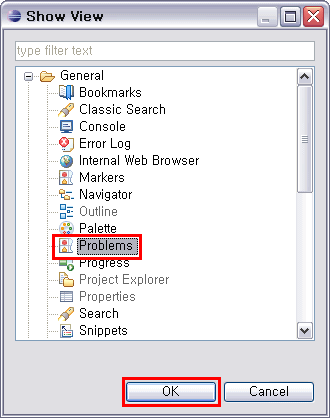 Show View
type filter text
General
Bookmarks
Classic Search
Console
Error Log
Internal Web Browser
Markers
Navigator
Outline
Palette
Problems
Progress
Project Explorer
Properties
Search
Snippets
OK Cancel